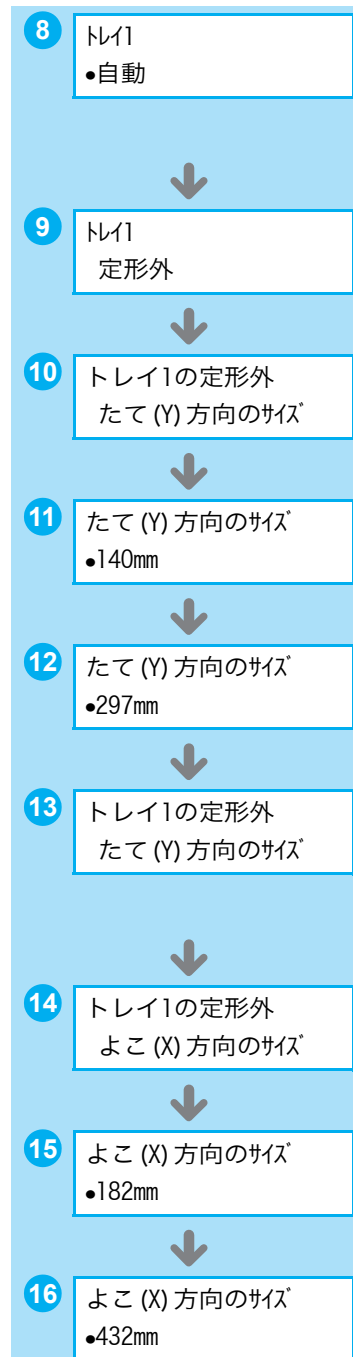 8
ﾄﾚｲ1
●自動
9
ﾄﾚｲ1
定形外
10
トレイ1の定形外
たて (Y) 方向のｻｲｽﾞ
11
たて (Y) 方向のｻｲｽﾞ
●140mm
12
たて (Y) 方向のｻｲｽﾞ
●297mm
13
トレイ1の定形外
たて (Y) 方向のｻｲｽﾞ
14
トレイ1の定形外
よこ (X) 方向のｻｲｽﾞ
15
よこ (X) 方向のｻｲｽﾞ
●182mm
16
よこ (X) 方向のｻｲｽﾞ
●432mm